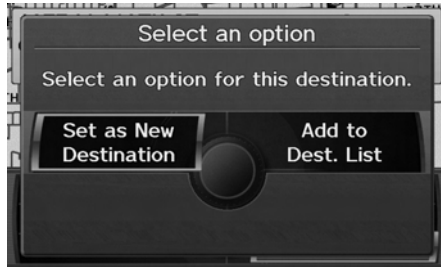 Select an option
Select an option for this destination.
Set as New
Destination
Add to
Dest. List